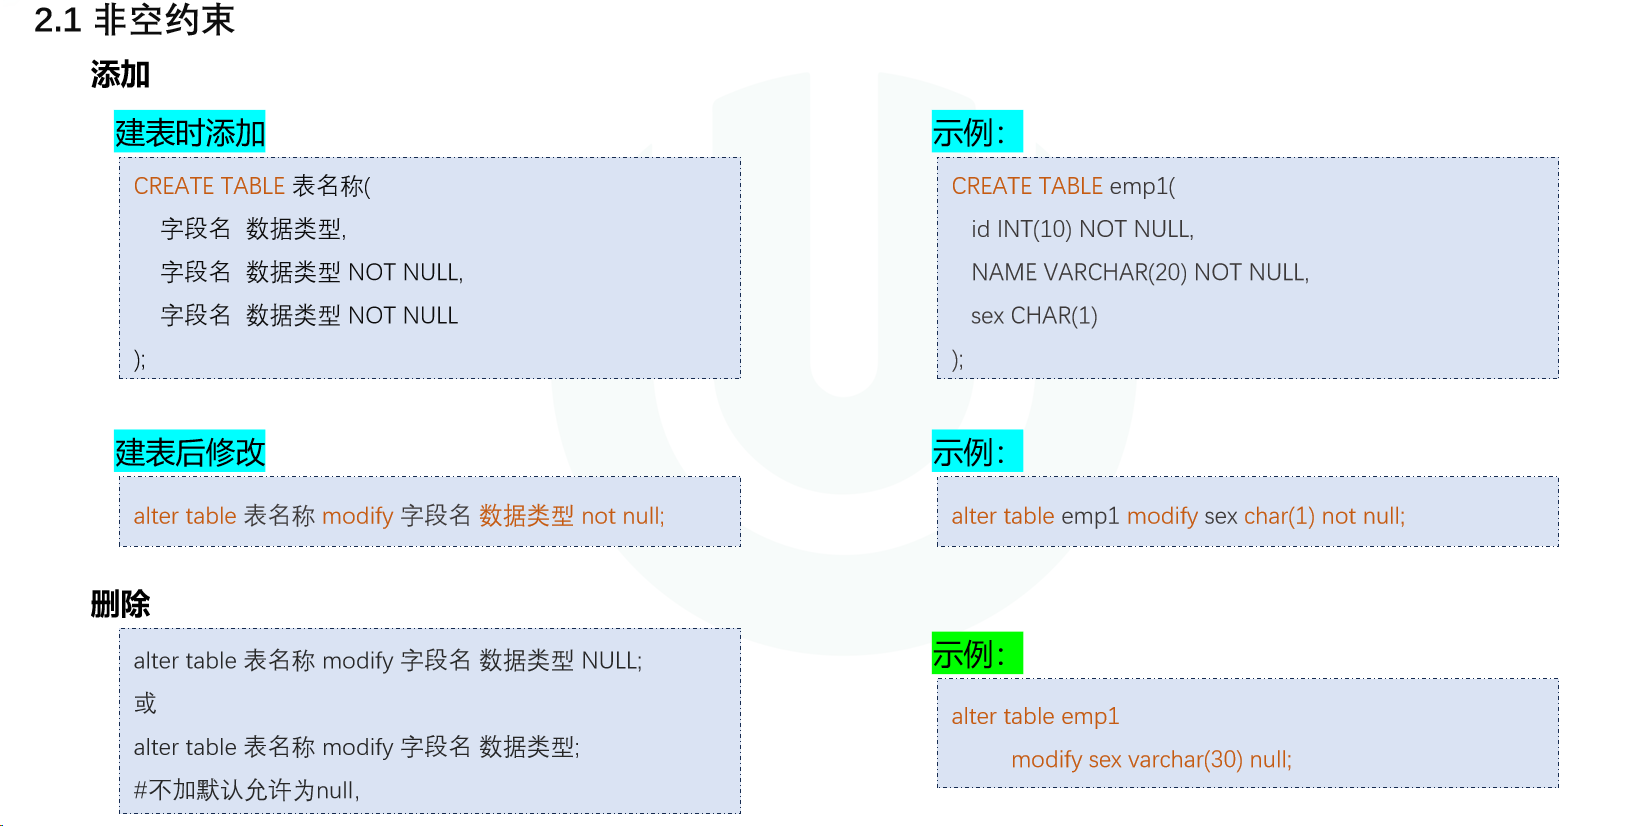 2.1 非空约束
添加
建表时添加
CREATE TABLE 表名称(
字段名 数据类型,
字段名 数据类型 NOT NULL,
字段名 数据类型 NOT NULL
);
示例：
CREATE TABLE emp1(
id INT(10) NOT NULL,
NAME VARCHAR(20) NOT NULL,
sex CHAR(1)
);
建表后修改
alter table 表名称 modify 字段名 数据类型 not null;
示例：
alter table emp1 modify sex char(1) not null;
删除
alter table 表名称 modify 字段名 数据类型 NULL;
或
alter table 表名称 modify 字段名 数据类型;
#不加默认允许为null,
示例：
alter table emp1
modify sex varchar(30) null;